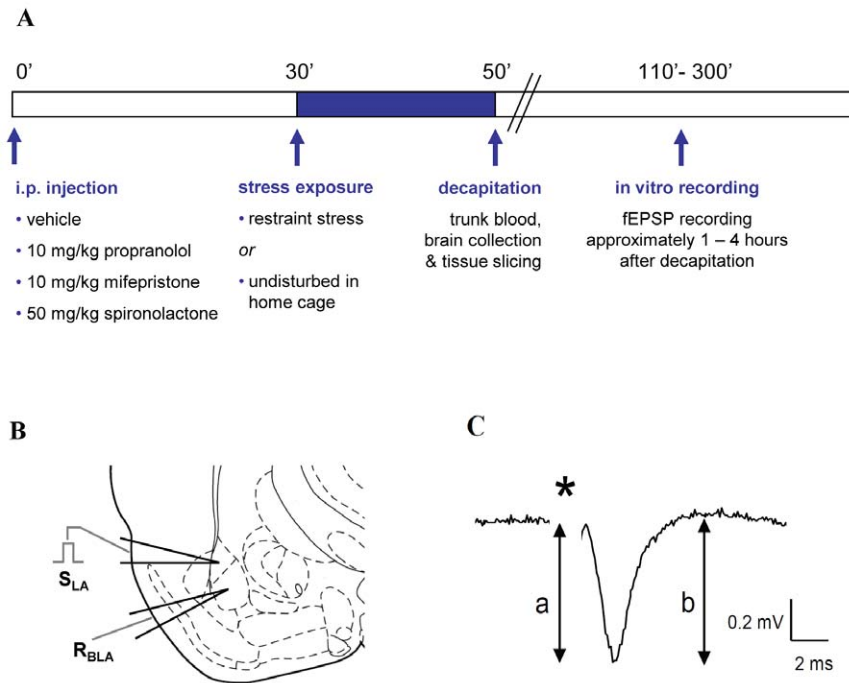 A
0’ 30’ 50’ 110’- 300’
i.p. injection
• vehicle
• 10 mg/kg propranolol
• 10 mg/kg mifepristone
• 50 mg/kg spironolactone
stress exposure
• restraint stress
or
• undisturbed in
home cage
decapitation
trunk blood,
brain collection
& tissue slicing
in vitro recording
fEPSP recording
approximately 1 – 4 hours
after decapitation
B
SLA
RBLA
C
*
a
b
0.2 mV
2 ms